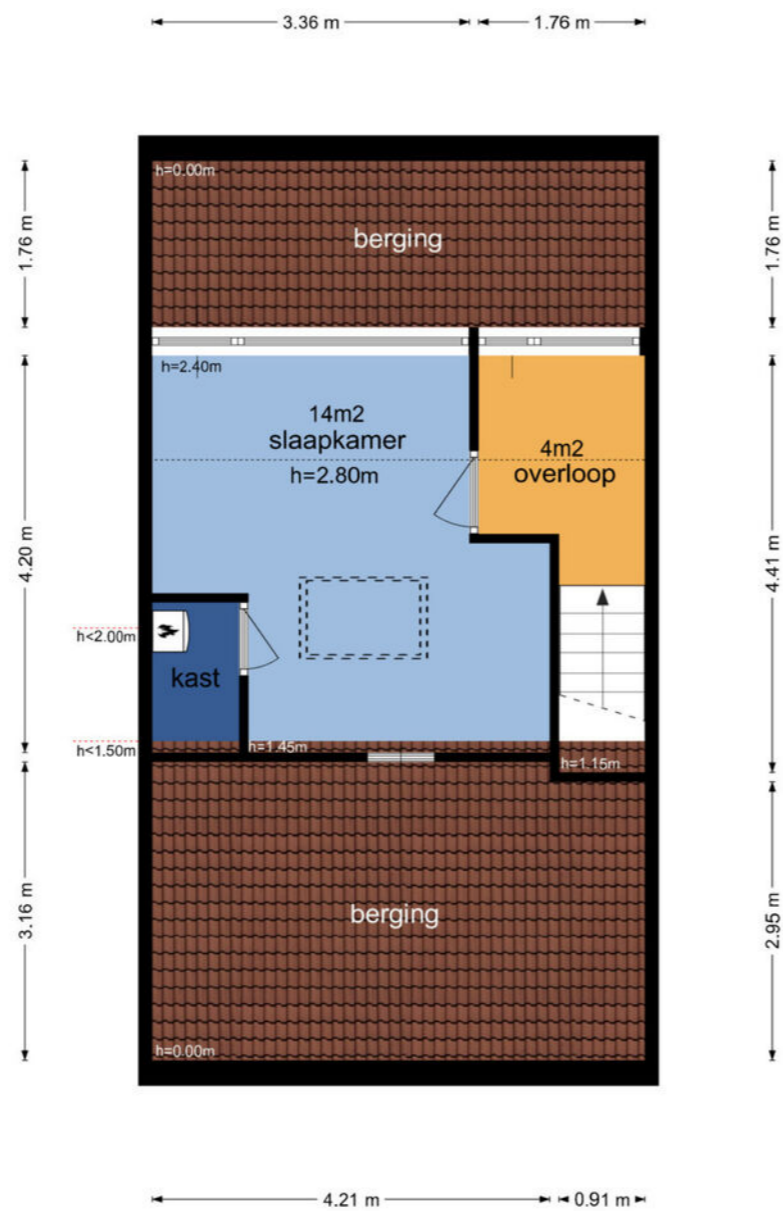 3.36 m
1.76 m
h=0.00m
1.76 m
berging
1.76 m
h=2.40m
14m2
slaapkamer
h=2.80m
4m2
overloop
4.20 m
4.41 m
h<2.00m
kast
h<1.50m
h=1.45m
h=1.15m
3.16 m
berging
2.95 m
h=0.00m
4.21 m
0.91 m